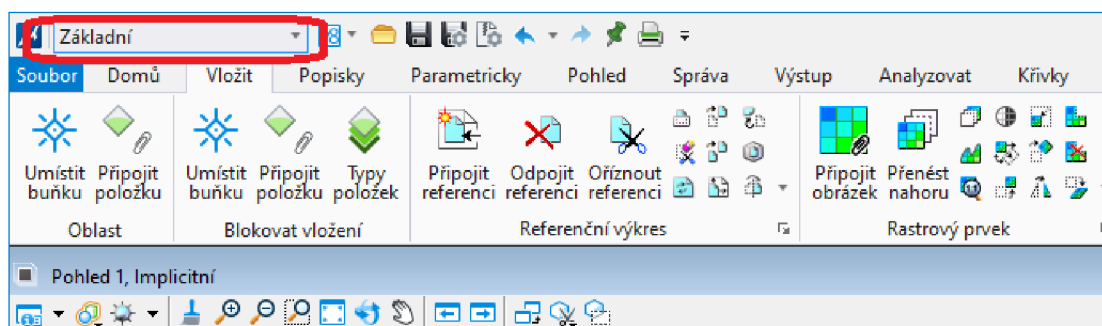 Základní
Soubor Domů Vložit Popisky Parametricky Pohled Správa Výstup Analyzovat Křivky
Umístit buňku Připojit položku Umístit buňku Připojit položku Typy položek Připojit referenci Odpojit referenci Oříznout referenci Připojit obrázek Přenést nahoru
Oblast Blokovat vložení Referenční výkres Rastrový prvek
Pohled 1, Implicitní